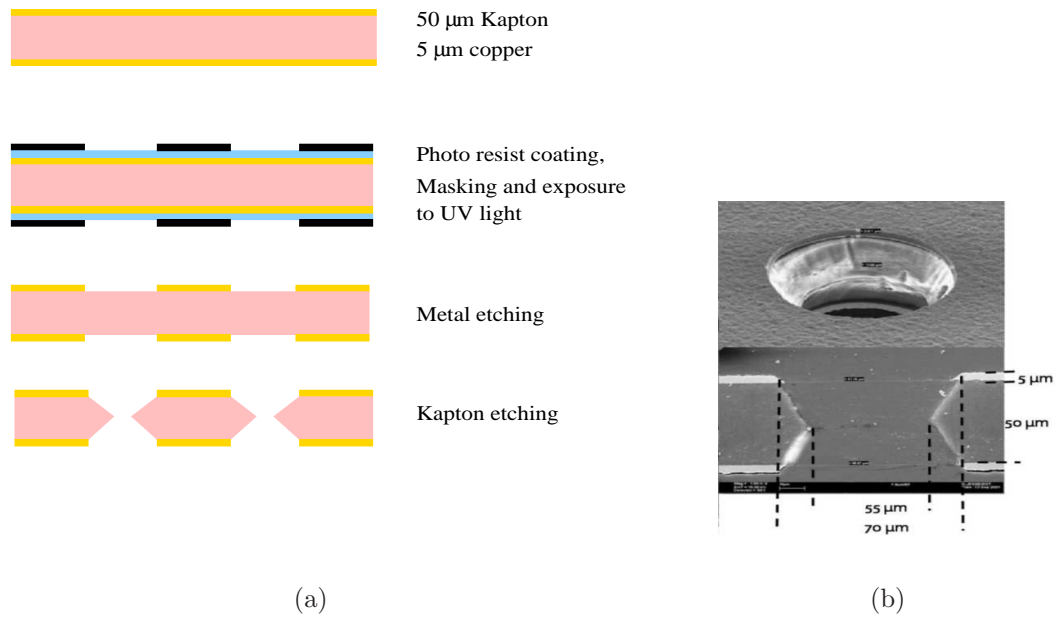 50 μm Kapton
5 μm copper
Photo resist coating,
Masking and exposure
to UV light
Metal etching
Kapton etching
5 μm
50 μm
55 μm
70 μm
(a)
(b)